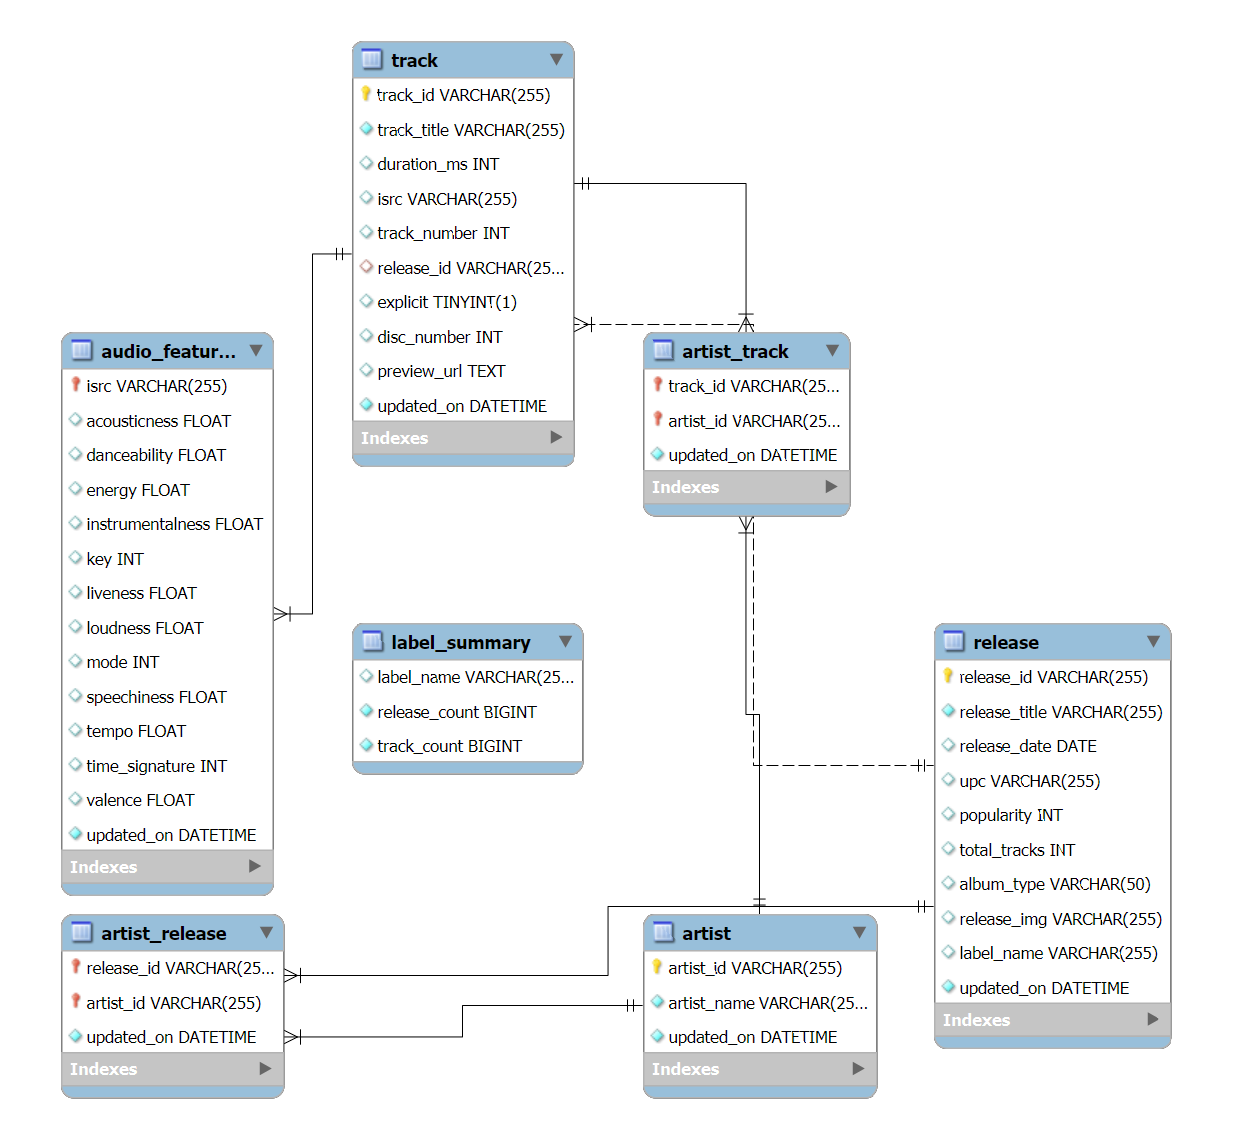 track
track_id VARCHAR(255)
track_title VARCHAR(255)
duration_ms INT
isrc VARCHAR(255)
track_number INT
release_id VARCHAR(25...
explicit TINYINT(1)
disc_number INT
preview_url TEXT
updated_on DATETIME
Indexes
audio_featur...
isrc VARCHAR(255)
acousticness FLOAT
danceability FLOAT
energy FLOAT
instrumentalness FLOAT
key INT
liveness FLOAT
loudness FLOAT
mode INT
speechiness FLOAT
tempo FLOAT
time_signature INT
valence FLOAT
updated_on DATETIME
Indexes
artist_track
track_id VARCHAR(25...
artist_id VARCHAR(25...
updated_on DATETIME
Indexes
label_summary
label_name VARCHAR(25...
release_count BIGINT
track_count BIGINT
release
release_id VARCHAR(255)
release_title VARCHAR(255)
release_date DATE
upc VARCHAR(255)
popularity INT
total_tracks INT
album_type VARCHAR(50)
release_img VARCHAR(255)
label_name VARCHAR(255)
updated_on DATETIME
Indexes
artist_release
release_id VARCHAR(25...
artist_id VARCHAR(255)
updated_on DATETIME
Indexes
artist
artist_id VARCHAR(255)
artist_name VARCHAR(25...
updated_on DATETIME
Indexes